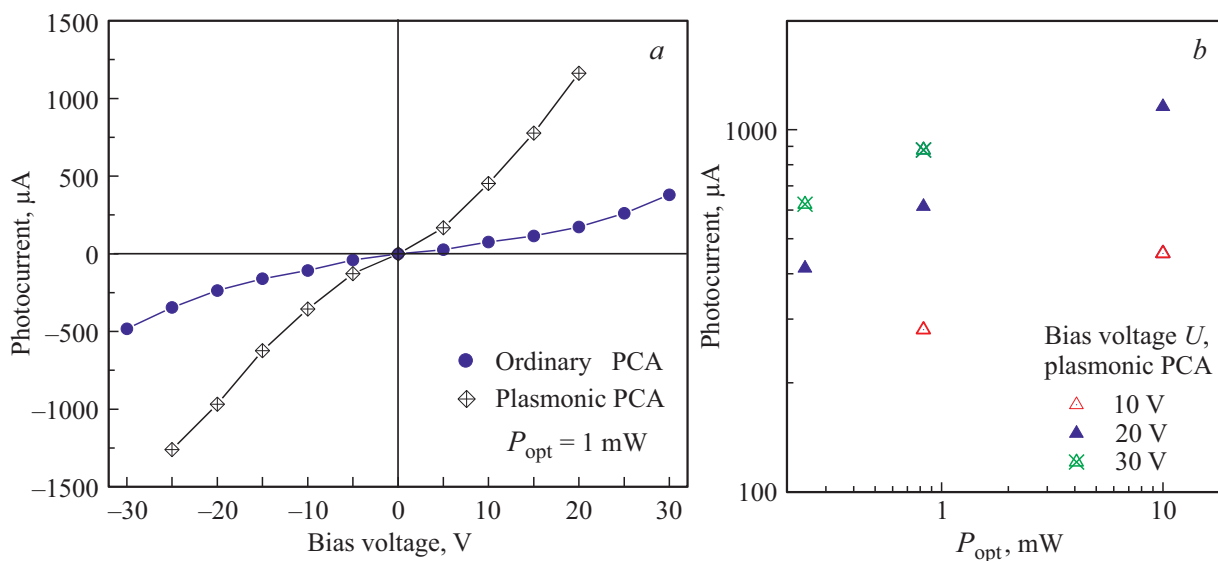 a
1500
1000
500
0
–500
–1000
–1500
Photocurrent, μA
–30 –20 –10 0 10 20 30
Bias voltage, V
Ordinary PCA
Plasmonic PCA
Popt = 1 mW
b
1000
100
Photocurrent, μA
1 10
Popt, mW
Bias voltage U,
plasmonic PCA
10 V
20 V
30 V